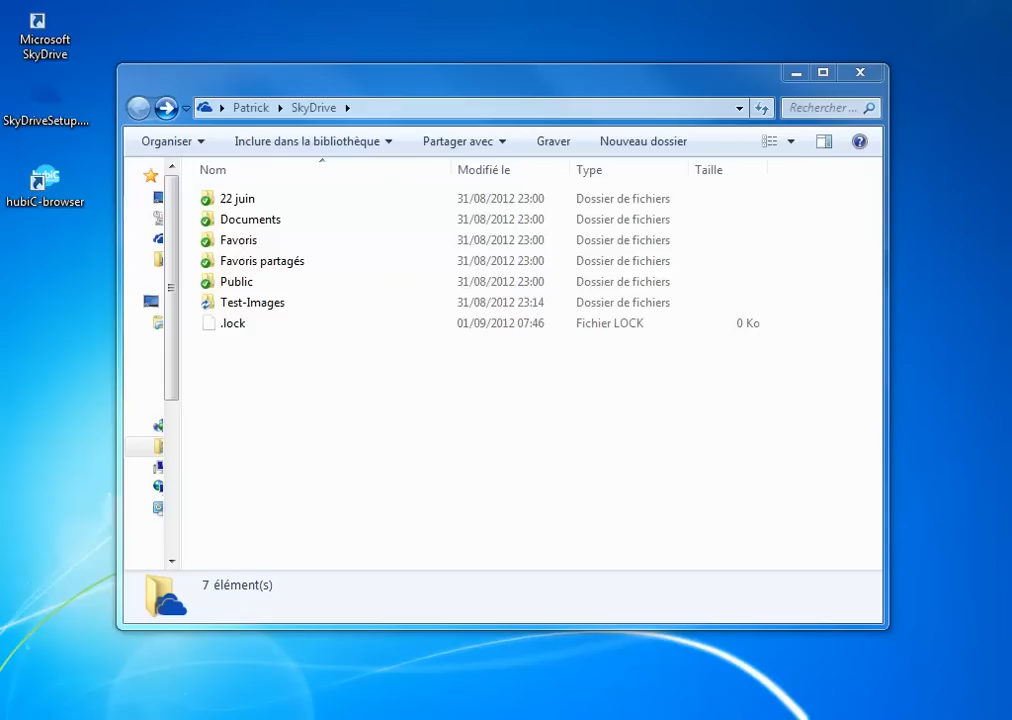 Microsoft
SkyDrive
SkyDriveSetup....
hubiC
hubiC-browser
Patrick SkyDrive
Rechercher ...
Organiser Inclure dans la bibliothèque Partager avec Graver Nouveau dossier
Nom Modifié le Type Taille
22 juin 31/08/2012 23:00 Dossier de fichiers
Documents 31/08/2012 23:00 Dossier de fichiers
Favoris 31/08/2012 23:00 Dossier de fichiers
Favoris partagés 31/08/2012 23:00 Dossier de fichiers
Public 31/08/2012 23:00 Dossier de fichiers
Test-Images 31/08/2012 23:14 Dossier de fichiers
.lock 01/09/2012 07:46 Fichier LOCK 0 Ko
7 élément(s)